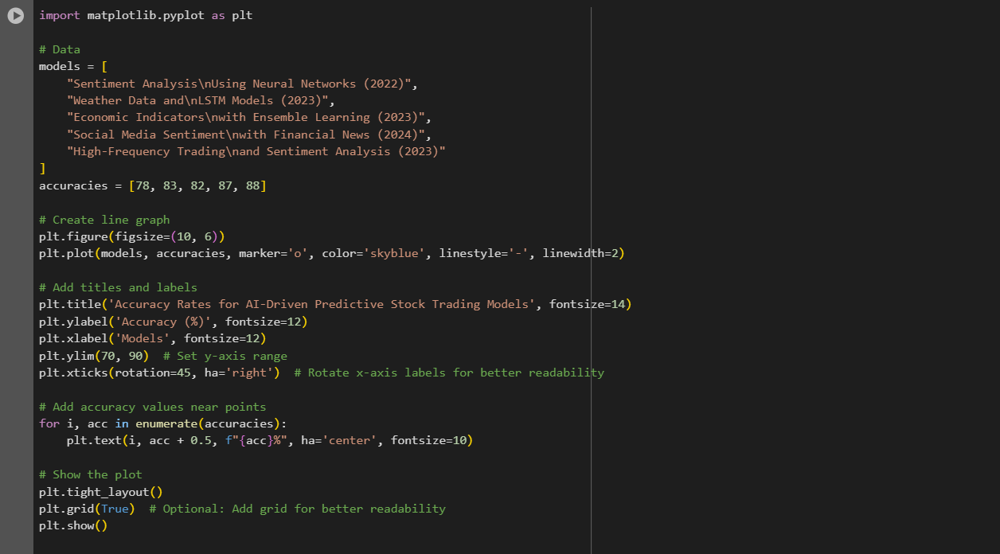 import matplotlib.pyplot as plt

# Data
models = [
    "Sentiment Analysis\nUsing Neural Networks (2022)",
    "Weather Data and\nLSTM Models (2023)",
    "Economic Indicators\nwith Ensemble Learning (2023)",
    "Social Media Sentiment\nwith Financial News (2024)",
    "High-Frequency Trading\nand Sentiment Analysis (2023)"
]
accuracies = [78, 83, 82, 87, 88]

# Create line graph
plt.figure(figsize=(10, 6))
plt.plot(models, accuracies, marker='o', color='skyblue', linestyle='-', linewidth=2)

# Add titles and labels
plt.title('Accuracy Rates for AI-Driven Predictive Stock Trading Models', fontsize=14)
plt.ylabel('Accuracy (%)', fontsize=12)
plt.xlabel('Models', fontsize=12)
plt.ylim(70, 90)  # Set y-axis range
plt.xticks(rotation=45, ha='right')  # Rotate x-axis labels for better readability

# Add accuracy values near points
for i, acc in enumerate(accuracies):
    plt.text(i, acc + 0.5, f"{acc}%", ha='center', fontsize=10)

# Show the plot
plt.tight_layout()
plt.grid(True)  # Optional: Add grid for better readability
plt.show()